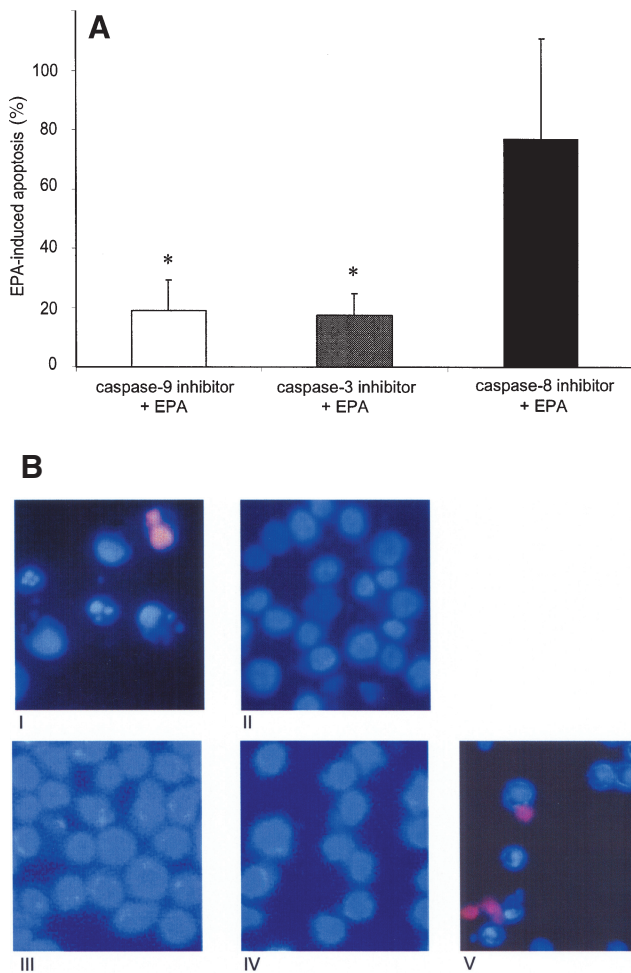 A
EPA-induced apoptosis (%)
100
80
60
40
20
0
*
*
caspase-9 inhibitor
+ EPA
caspase-3 inhibitor
+ EPA
caspase-8 inhibitor
+ EPA
B
I
II
III
IV
V